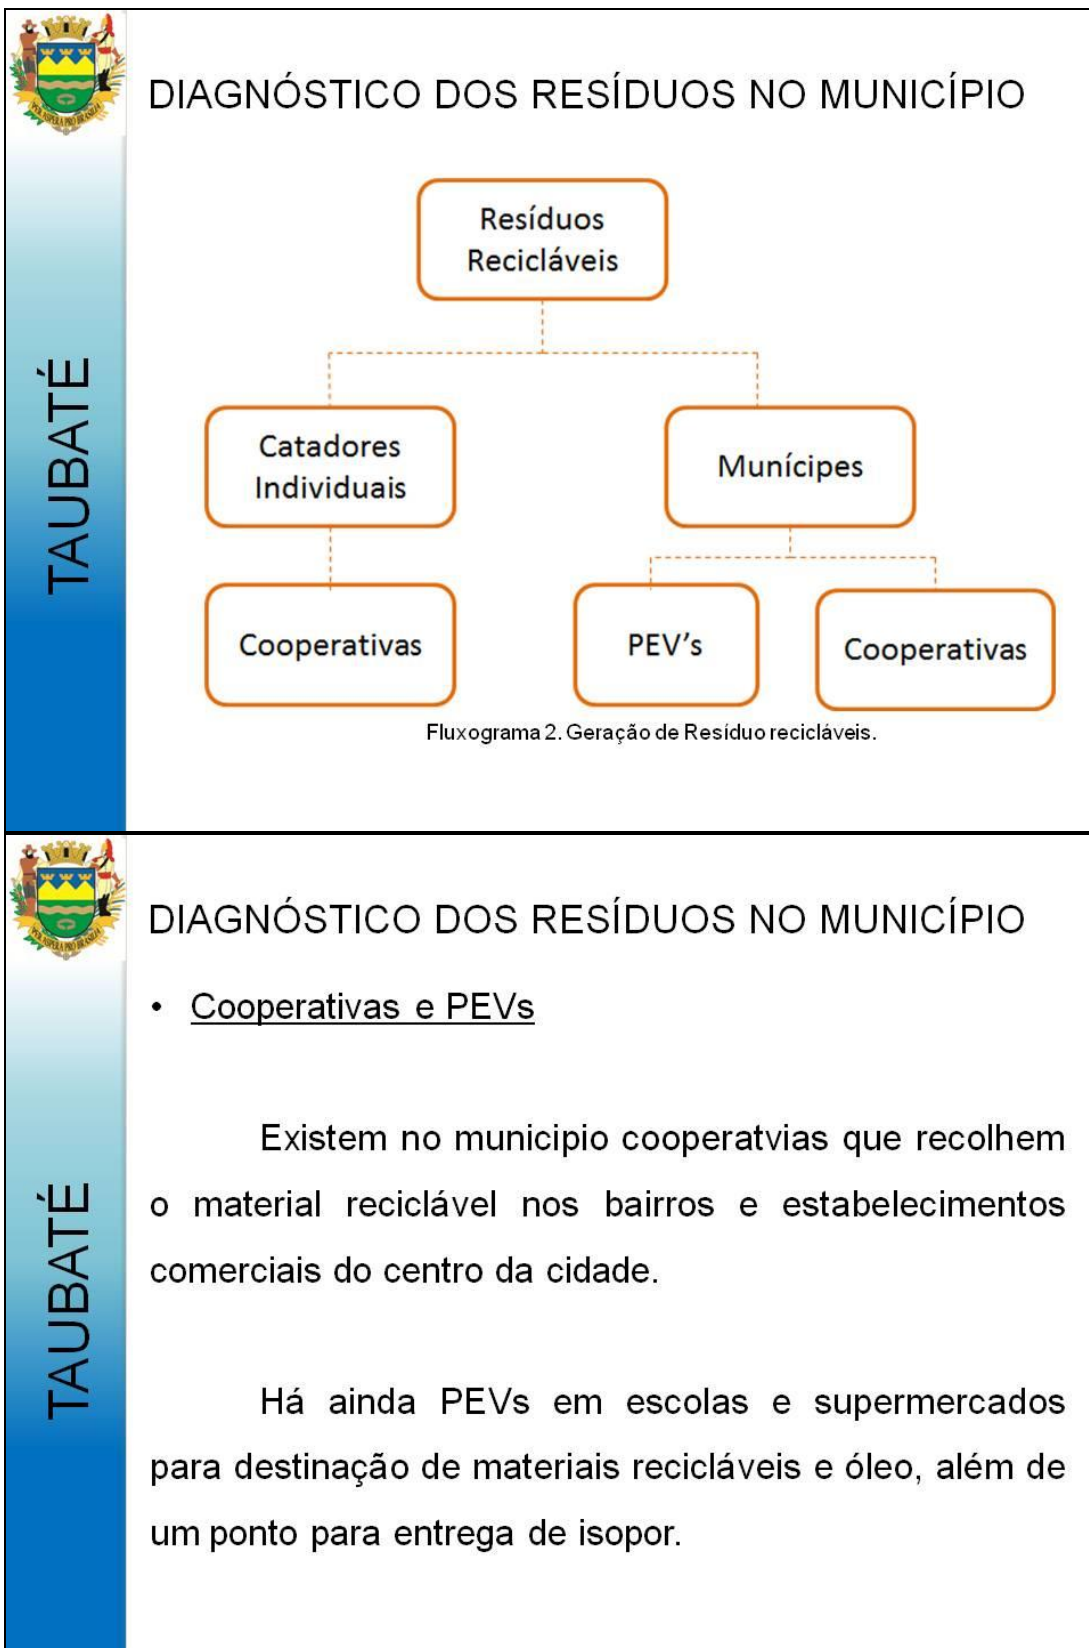 DIAGNÓSTICO DOS RESÍDUOS NO MUNICÍPIO
TAUBATÉ
Resíduos
Recicláveis
Catadores
Individuais
Munícipes
Cooperativas
PEV's
Cooperativas
Fluxograma 2. Geração de Resíduo recicláveis.
DIAGNÓSTICO DOS RESÍDUOS NO MUNICÍPIO
TAUBATÉ
• Cooperativas e PEVs
Existem no municipio cooperatvias que recolhem
o material reciclável nos bairros e estabelecimentos
comerciais do centro da cidade.
Há ainda PEVs em escolas e supermercados
para destinação de materiais recicláveis e óleo, além de
um ponto para entrega de isopor.